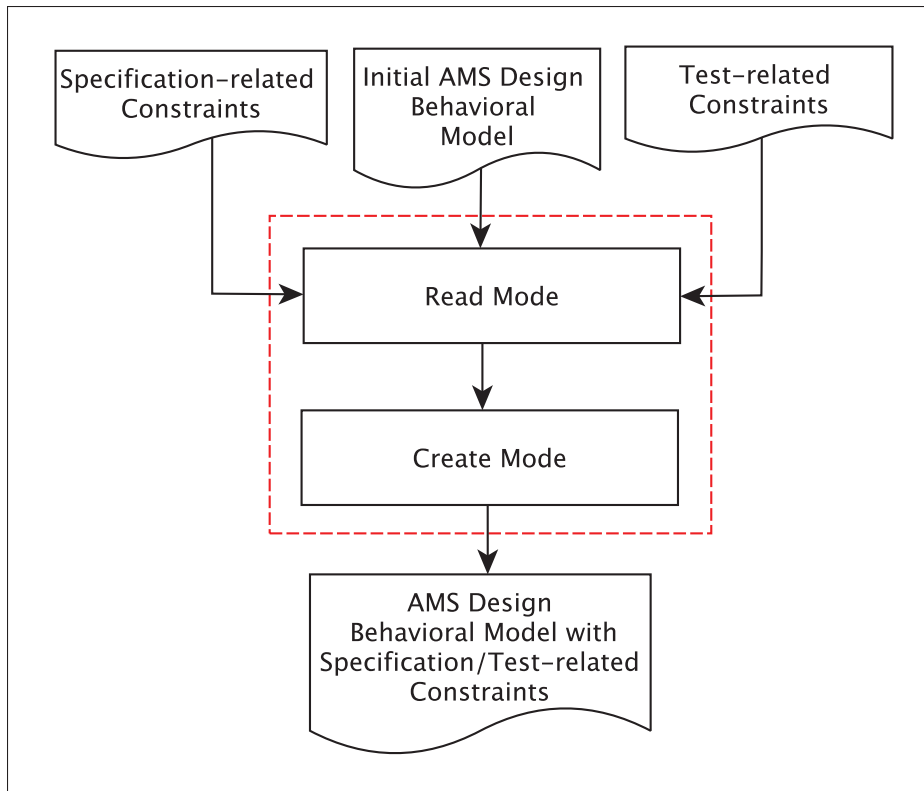 Specification-related
Constraints
Initial AMS Design
Behavioral
Model
Test-related
Constraints
Read Mode
Create Mode
AMS Design
Behavioral Model with
Specification/Test-related
Constraints